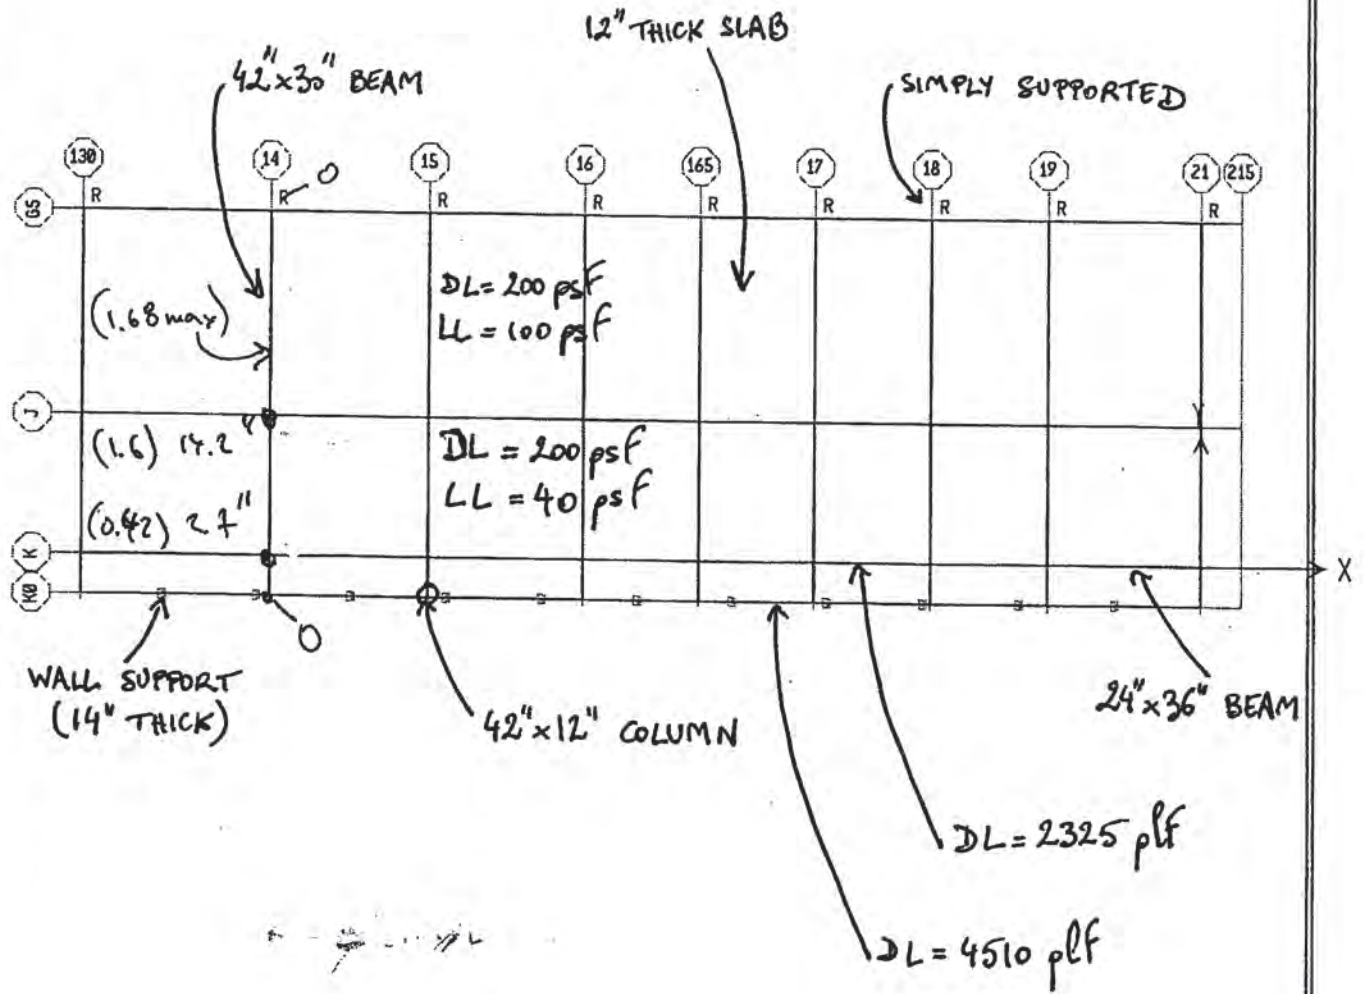 12" THICK SLAB
42"x30" BEAM
SIMPLY SUPPORTED
130 14 15 16 165 17 18 19 21 215
R R O R R R R R R R
G5
(1.68 max)
DL = 200 psf
LL = 100 psf
J
(1.6) 14.2"
DL = 200 psf
LL = 40 psf
(0.42) 2.7"
K
X
K0
O
WALL SUPPORT
(14" THICK)
42"x12" COLUMN
24"x36" BEAM
DL = 2325 plf
DL = 4510 plf